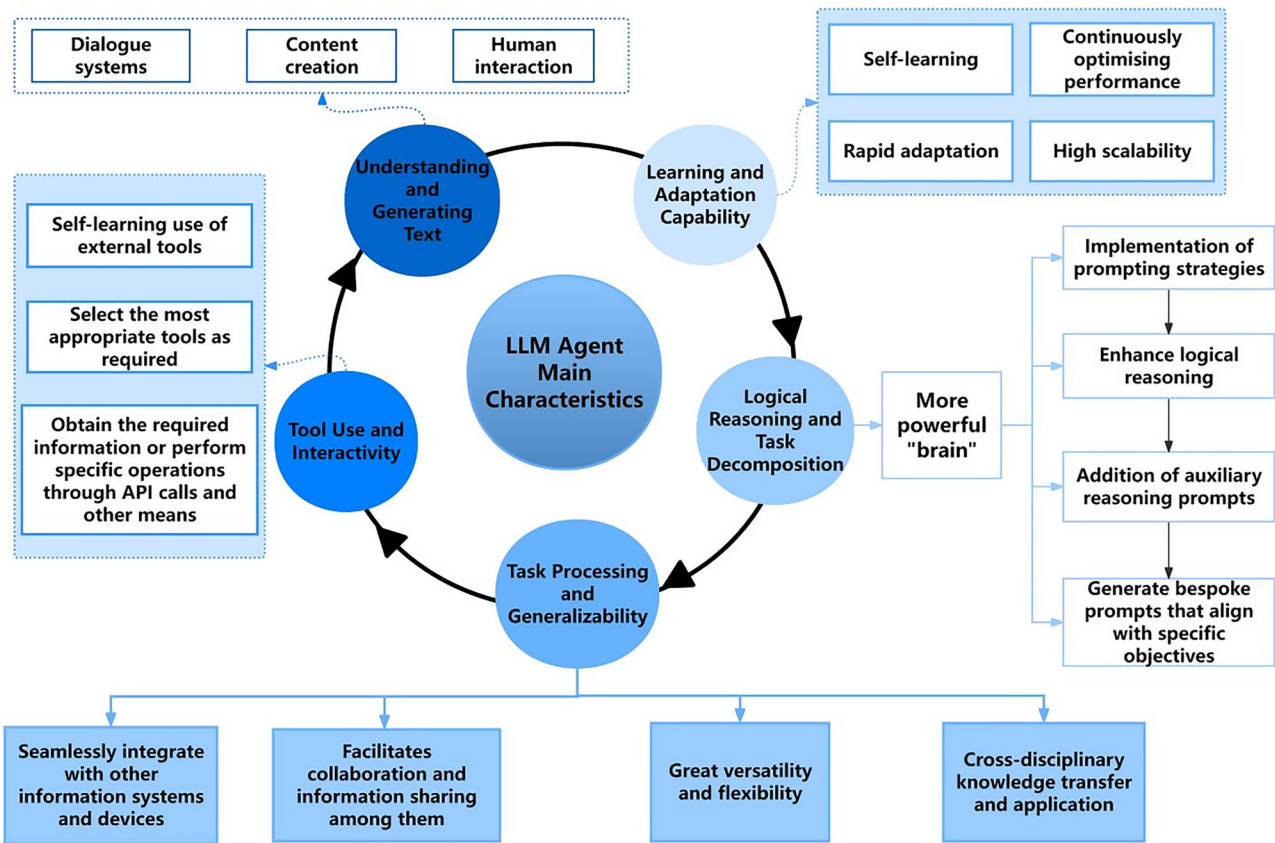 Dialogue
systems
Content
creation
Human
interaction
Self-learning
Continuously
optimising
performance
Rapid adaptation
High scalability
Understanding
and
Generating
Text
Learning and
Adaptation
Capability
Self-learning use of
external tools
Select the most
appropriate tools as
required
Obtain the required
information or perform
specific operations
through API calls and
other means
LLM Agent
Main
Characteristics
Tool Use and
Interactivity
Logical
Reasoning and
Task
Decomposition
More
powerful
"brain"
Implementation of
prompting strategies
Enhance logical
reasoning
Addition of auxiliary
reasoning prompts
Generate bespoke
prompts that align
with specific
objectives
Task Processing
and
Generalizability
Seamlessly integrate
with other
information systems
and devices
Facilitates
collaboration and
information sharing
among them
Great versatility
and flexibility
Cross-disciplinary
knowledge transfer
and application